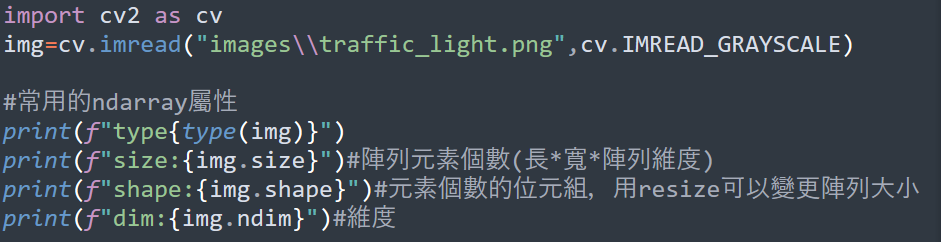 import cv2 as cv
img=cv.imread("images\\traffic_light.png",cv.IMREAD_GRAYSCALE)
#常用的ndarray屬性
print(f"type{type(img)}")
print(f"size:{img.size}")#陣列元素個數(長*寬*陣列維度)
print(f"shape:{img.shape}")#元素個數的位元組，用resize可以變更陣列大小
print(f"dim:{img.ndim}")#維度